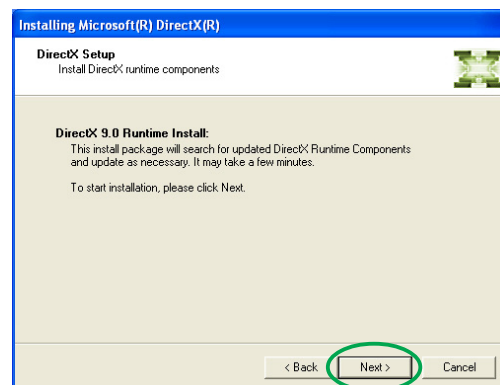 Installing Microsoft(R) DirectX(R)
DirectX Setup
Install DirectX runtime components
DirectX 9.0 Runtime Install:
This install package will search for updated DirectX Runtime Components
and update as necessary. It may take a few minutes.
To start installation, please click Next.
< Back
Next >
Cancel